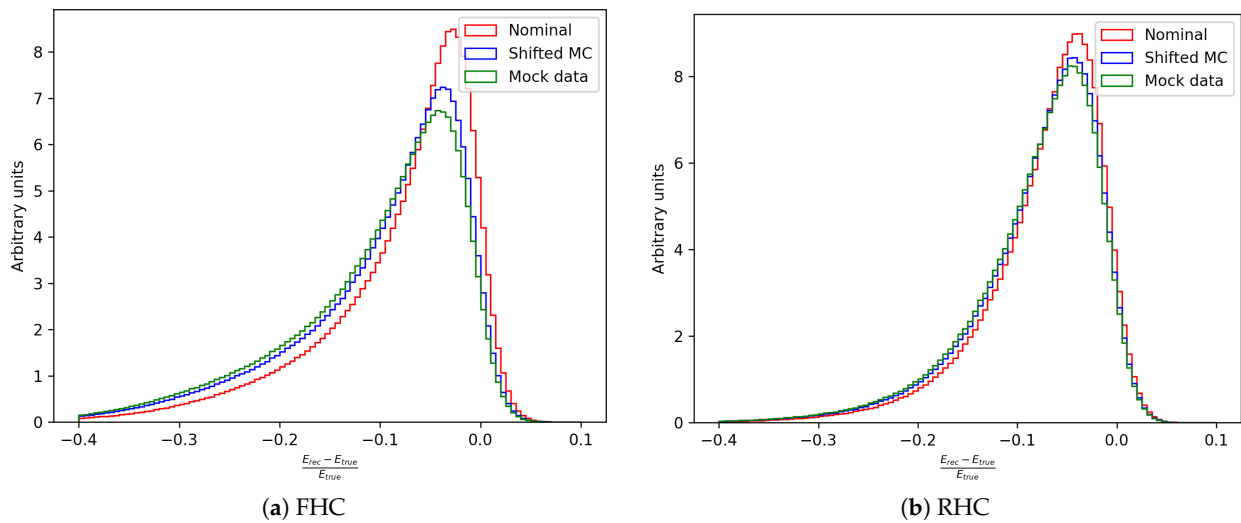 Nominal
Shifted MC
Mock data
Arbitrary units
8
7
6
5
4
3
2
1
0
−0.4 −0.3 −0.2 −0.1 0.0 0.1
E_rec − E_true
E_true
(a) FHC
Nominal
Shifted MC
Mock data
Arbitrary units
8
6
4
2
0
−0.4 −0.3 −0.2 −0.1 0.0 0.1
E_rec − E_true
E_true
(b) RHC